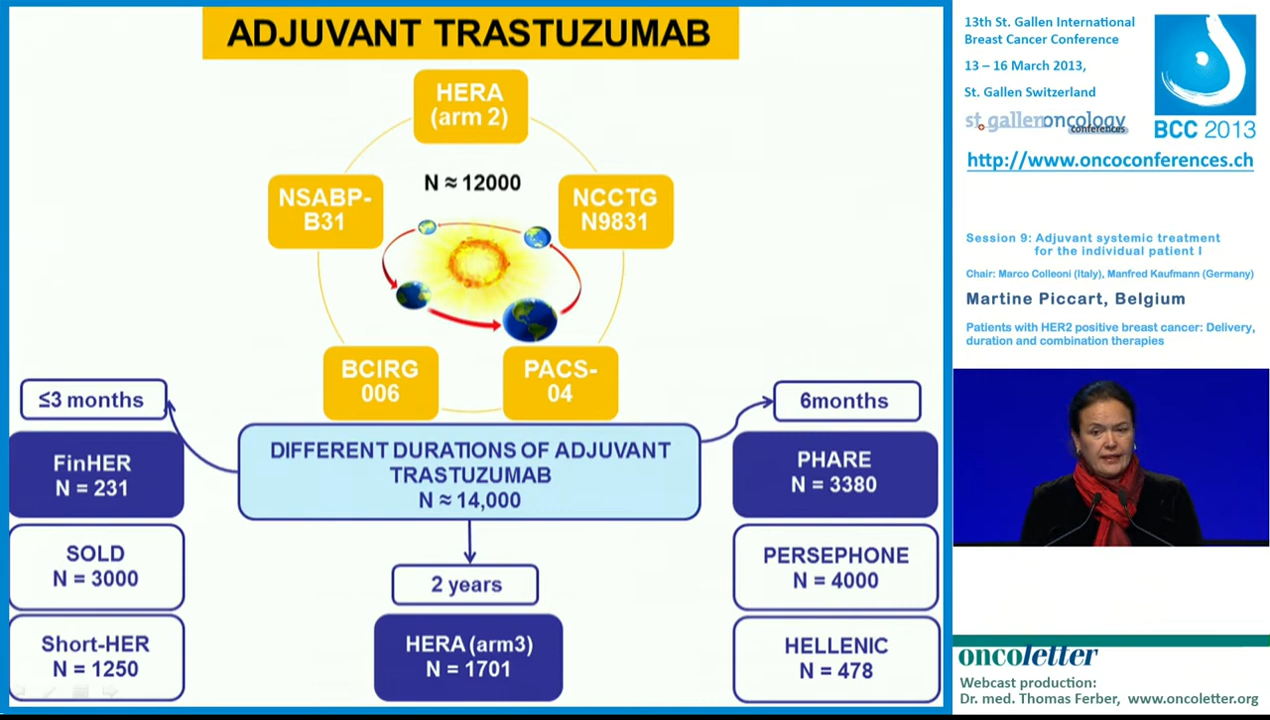 ADJUVANT TRASTUZUMAB
HERA
(arm 2)
N ≈ 12000
NSABP-
B31
NCCTG
N9831
BCIRG
006
PACS-
04
≤3 months
6months
DIFFERENT DURATIONS OF ADJUVANT
TRASTUZUMAB
N ≈ 14,000
FinHER
N = 231
PHARE
N = 3380
SOLD
N = 3000
2 years
PERSEPHONE
N = 4000
Short-HER
N = 1250
HERA (arm3)
N = 1701
HELLENIC
N = 478
13th St. Gallen International
Breast Cancer Conference
13 – 16 March 2013,
St. Gallen Switzerland
st.gallenoncology
conferences
BCC 2013
http://www.oncoconferences.ch
Session 9: Adjuvant systemic treatment
for the individual patient I
Chair: Marco Colleoni (Italy), Manfred Kaufmann (Germany)
Martine Piccart, Belgium
Patients with HER2 positive breast cancer: Delivery,
duration and combination therapies
oncoletter
Webcast production:
Dr. med. Thomas Ferber, www.oncoletter.org